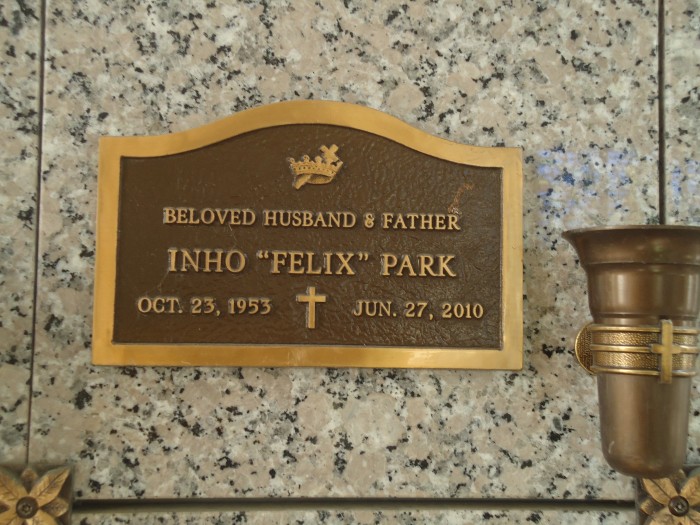 BELOVED HUSBAND & FATHER
INHO “FELIX” PARK
OCT. 23, 1953 JUN. 27, 2010